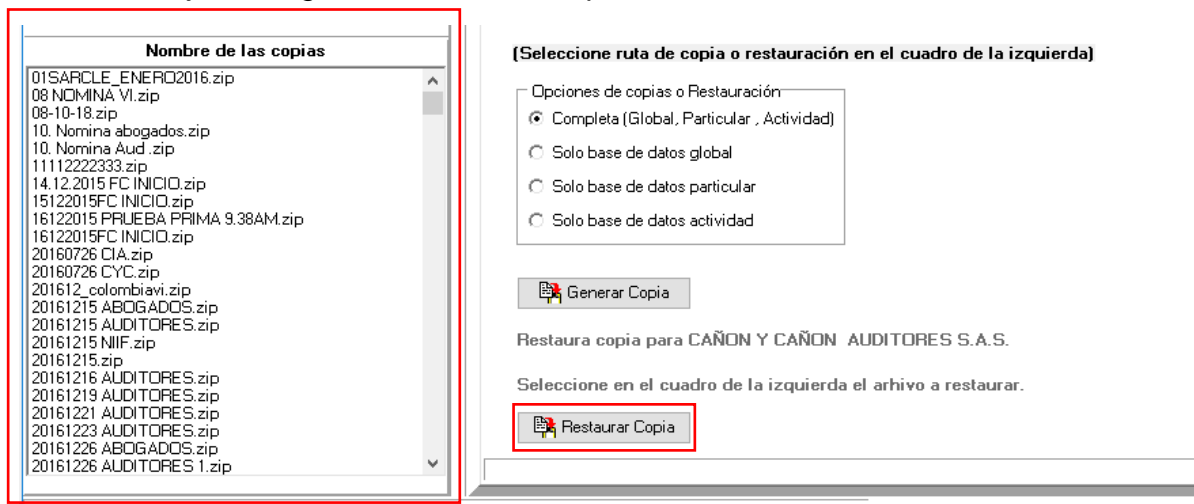 Nombre de las copias
01SARCLE_ENERO2016.zip
08 NOMINA VI.zip
08-10-18.zip
10. Nomina abogados.zip
10. Nomina Aud .zip
11112222333.zip
14.12.2015 FC INICIO.zip
15122015FC INICIO.zip
16122015 PRUEBA PRIMA 9.38AM.zip
16122015FC INICIO.zip
20160726 CIA.zip
20160726 CYC.zip
201612_colombiavi.zip
20161215 ABOGADOS.zip
20161215 AUDITORES.zip
20161215 NIIF.zip
20161215.zip
20161216 AUDITORES.zip
20161219 AUDITORES.zip
20161221 AUDITORES.zip
20161223 AUDITORES.zip
20161226 ABOGADOS.zip
20161226 AUDITORES 1.zip
(Seleccione ruta de copia o restauración en el cuadro de la izquierda)
Opciones de copias o Restauración
Completa (Global, Particular , Actividad)
Solo base de datos global
Solo base de datos particular
Solo base de datos actividad
Generar Copia
Restaura copia para CAÑON Y CAÑON AUDITORES S.A.S.
Seleccione en el cuadro de la izquierda el arhivo a restaurar.
Restaurar Copia